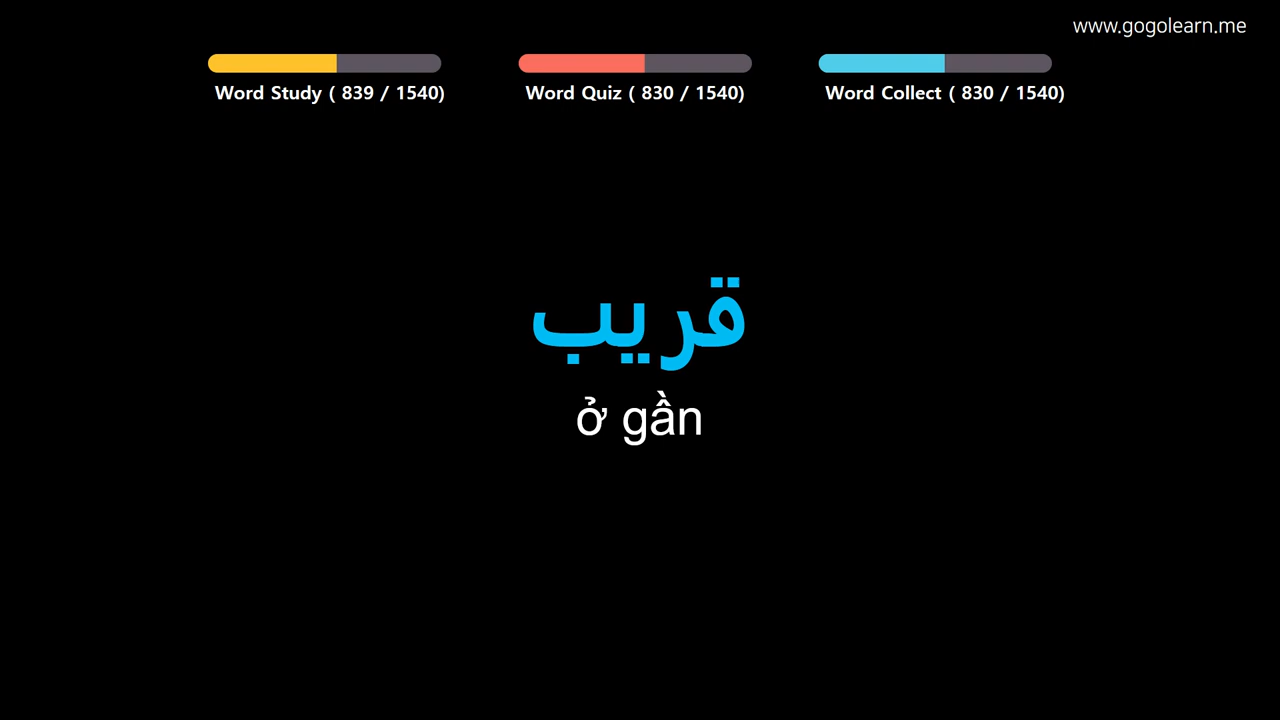 www.gogolearn.me
Word Study ( 839 / 1540)
Word Quiz ( 830 / 1540)
Word Collect ( 830 / 1540)
قريب
ở gần